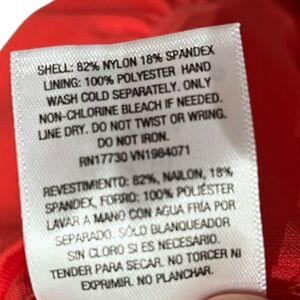 SHELL: 82% NYLON 18% SPANDEX
LINING: 100% POLYESTER HAND
WASH COLD SEPARATELY. ONLY
NON-CHLORINE BLEACH IF NEEDED.
LINE DRY. DO NOT TWIST OR WRING.
DO NOT IRON.
RN17730 VN1984071
REVESTIMIENTO: 82%, NAILON, 18%
SPANDEX, FORRO: 100% POLIÉSTER
LAVAR A MANO CON AGUA FRÍA POR
SEPARADO. SÓLO BLANQUEADOR
SIN CLORO SI ES NECESARIO.
TENDER PARA SECAR. NO TORCER NI
EXPRIMIR. NO PLANCHAR.